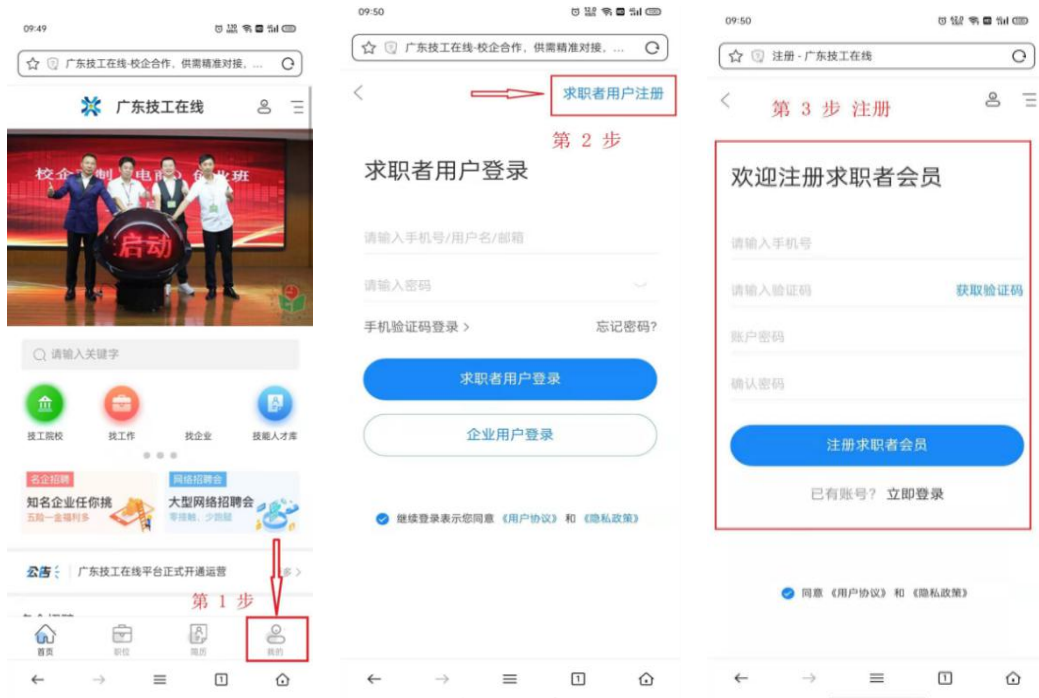 09:49
广东技工在线-校企合作，供需精准对接，...
广东技工在线
启动
请输入关键字
技工院校
找工作
找企业
技能人才库
名企招聘
知名企业任你挑
五险一金福利多
网络招聘会
大型网络招聘会
零接触、少跑腿
公告
广东技工在线平台正式开通运营
第 1 步
首页
职位
简历
我的
09:50
广东技工在线-校企合作，供需精准对接，...
求职者用户注册
第 2 步
求职者用户登录
请输入手机号/用户名/邮箱
请输入密码
手机验证码登录 >
忘记密码?
求职者用户登录
企业用户登录
继续登录表示您同意 《用户协议》 和 《隐私政策》
09:50
注册 - 广东技工在线
第 3 步 注册
欢迎注册求职者会员
请输入手机号
请输入验证码
获取验证码
账户密码
确认密码
注册求职者会员
已有账号？ 立即登录
同意 《用户协议》 和 《隐私政策》